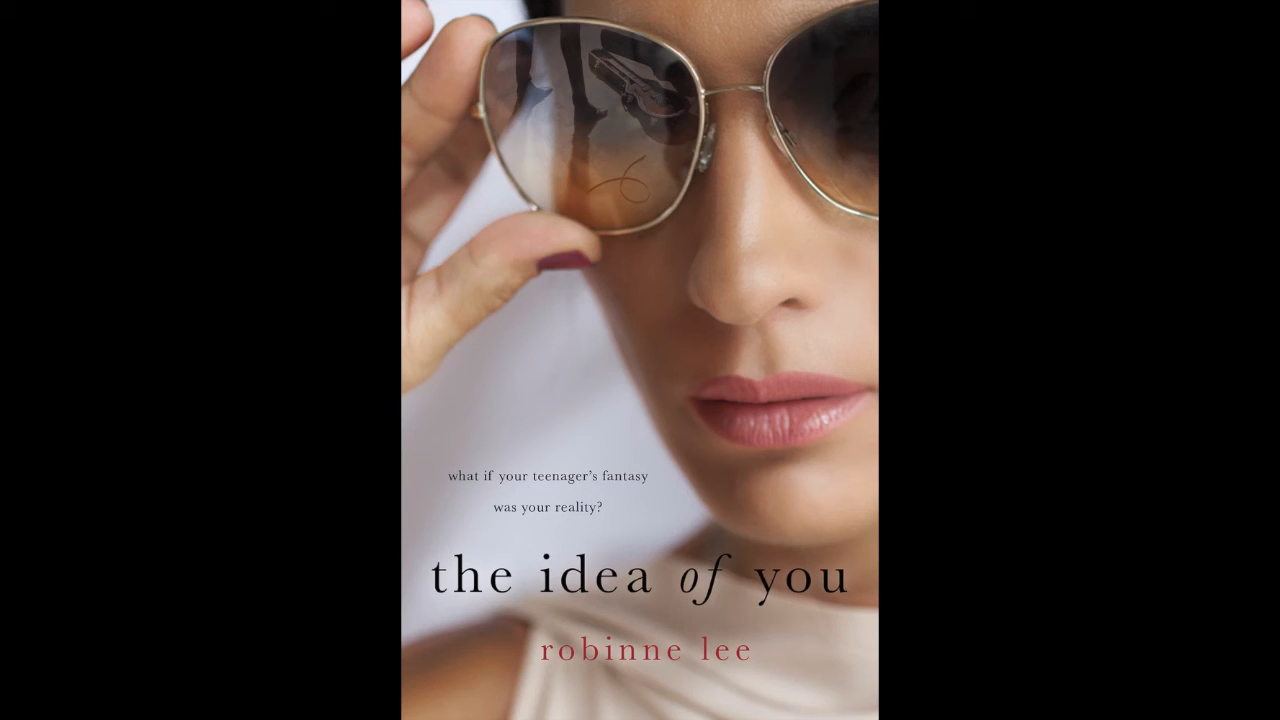 what if your teenager's fantasy
was your reality?
the idea of you
robinne lee